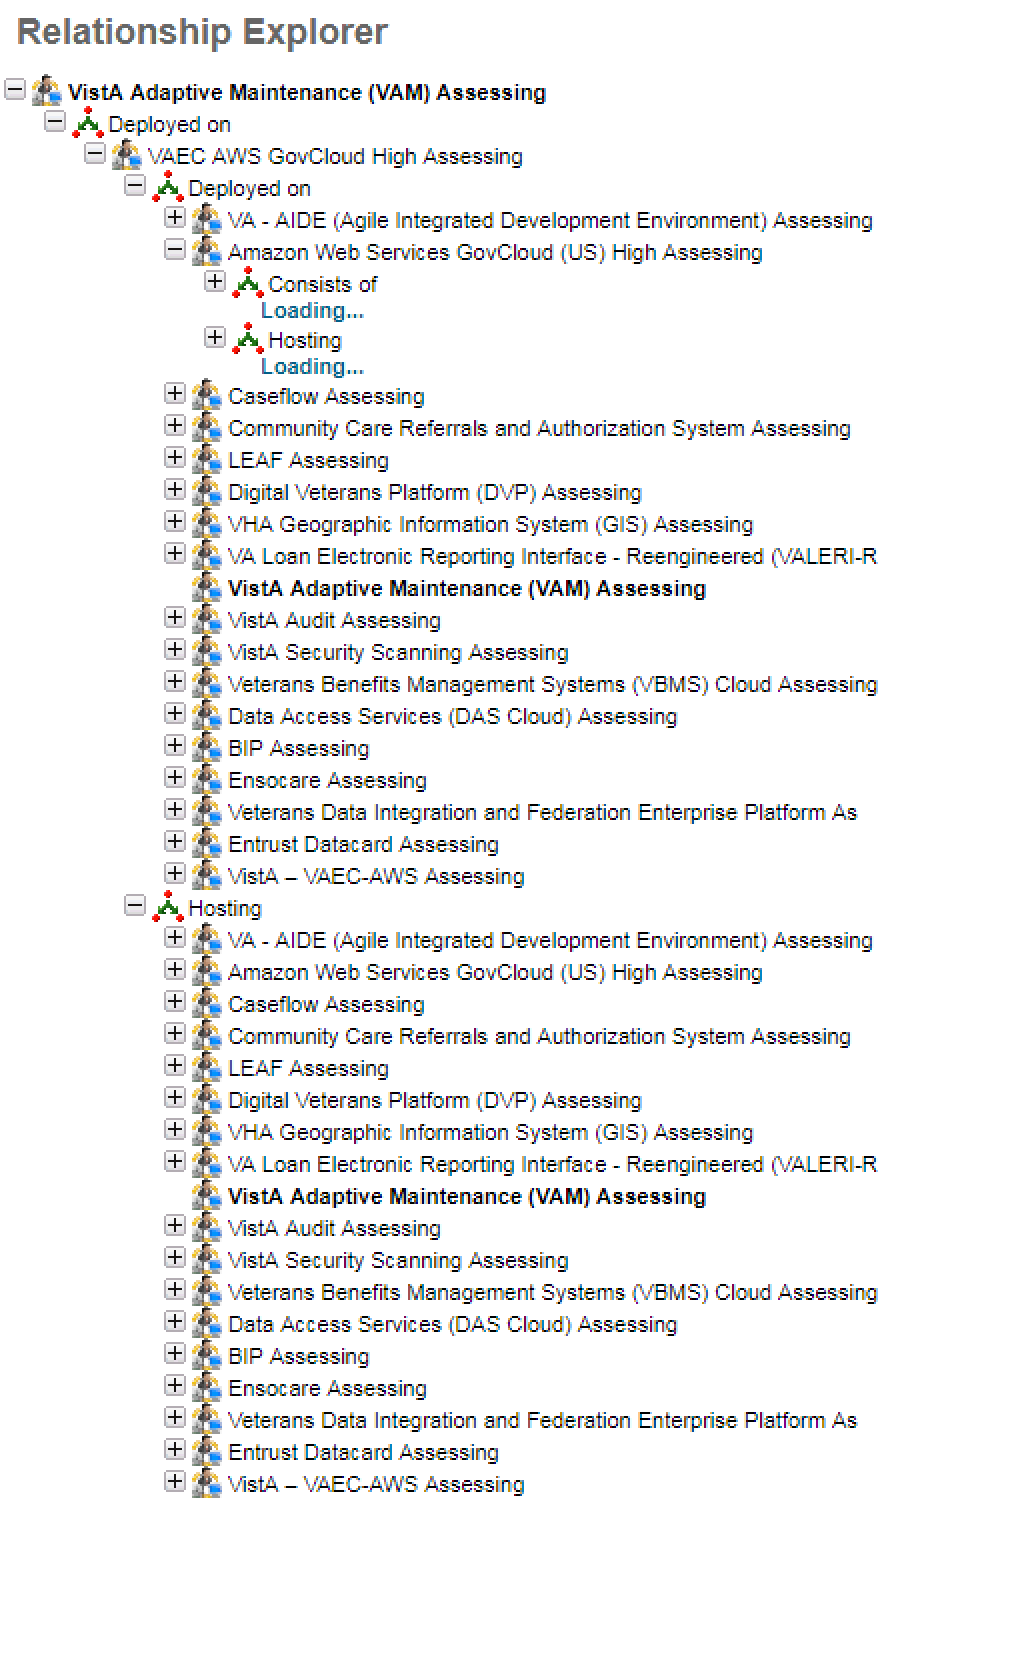 Relationship Explorer
VistA Adaptive Maintenance (VAM) Assessing
Deployed on
VAEC AWS GovCloud High Assessing
Deployed on
VA - AIDE (Agile Integrated Development Environment) Assessing
Amazon Web Services GovCloud (US) High Assessing
Consists of
Loading...
Hosting
Loading...
Caseflow Assessing
Community Care Referrals and Authorization System Assessing
LEAF Assessing
Digital Veterans Platform (DVP) Assessing
VHA Geographic Information System (GIS) Assessing
VA Loan Electronic Reporting Interface - Reengineered (VALERI-R
VistA Adaptive Maintenance (VAM) Assessing
VistA Audit Assessing
VistA Security Scanning Assessing
Veterans Benefits Management Systems (VBMS) Cloud Assessing
Data Access Services (DAS Cloud) Assessing
BIP Assessing
Ensocare Assessing
Veterans Data Integration and Federation Enterprise Platform As
Entrust Datacard Assessing
VistA – VAEC-AWS Assessing
Hosting
VA - AIDE (Agile Integrated Development Environment) Assessing
Amazon Web Services GovCloud (US) High Assessing
Caseflow Assessing
Community Care Referrals and Authorization System Assessing
LEAF Assessing
Digital Veterans Platform (DVP) Assessing
VHA Geographic Information System (GIS) Assessing
VA Loan Electronic Reporting Interface - Reengineered (VALERI-R
VistA Adaptive Maintenance (VAM) Assessing
VistA Audit Assessing
VistA Security Scanning Assessing
Veterans Benefits Management Systems (VBMS) Cloud Assessing
Data Access Services (DAS Cloud) Assessing
BIP Assessing
Ensocare Assessing
Veterans Data Integration and Federation Enterprise Platform As
Entrust Datacard Assessing
VistA – VAEC-AWS Assessing